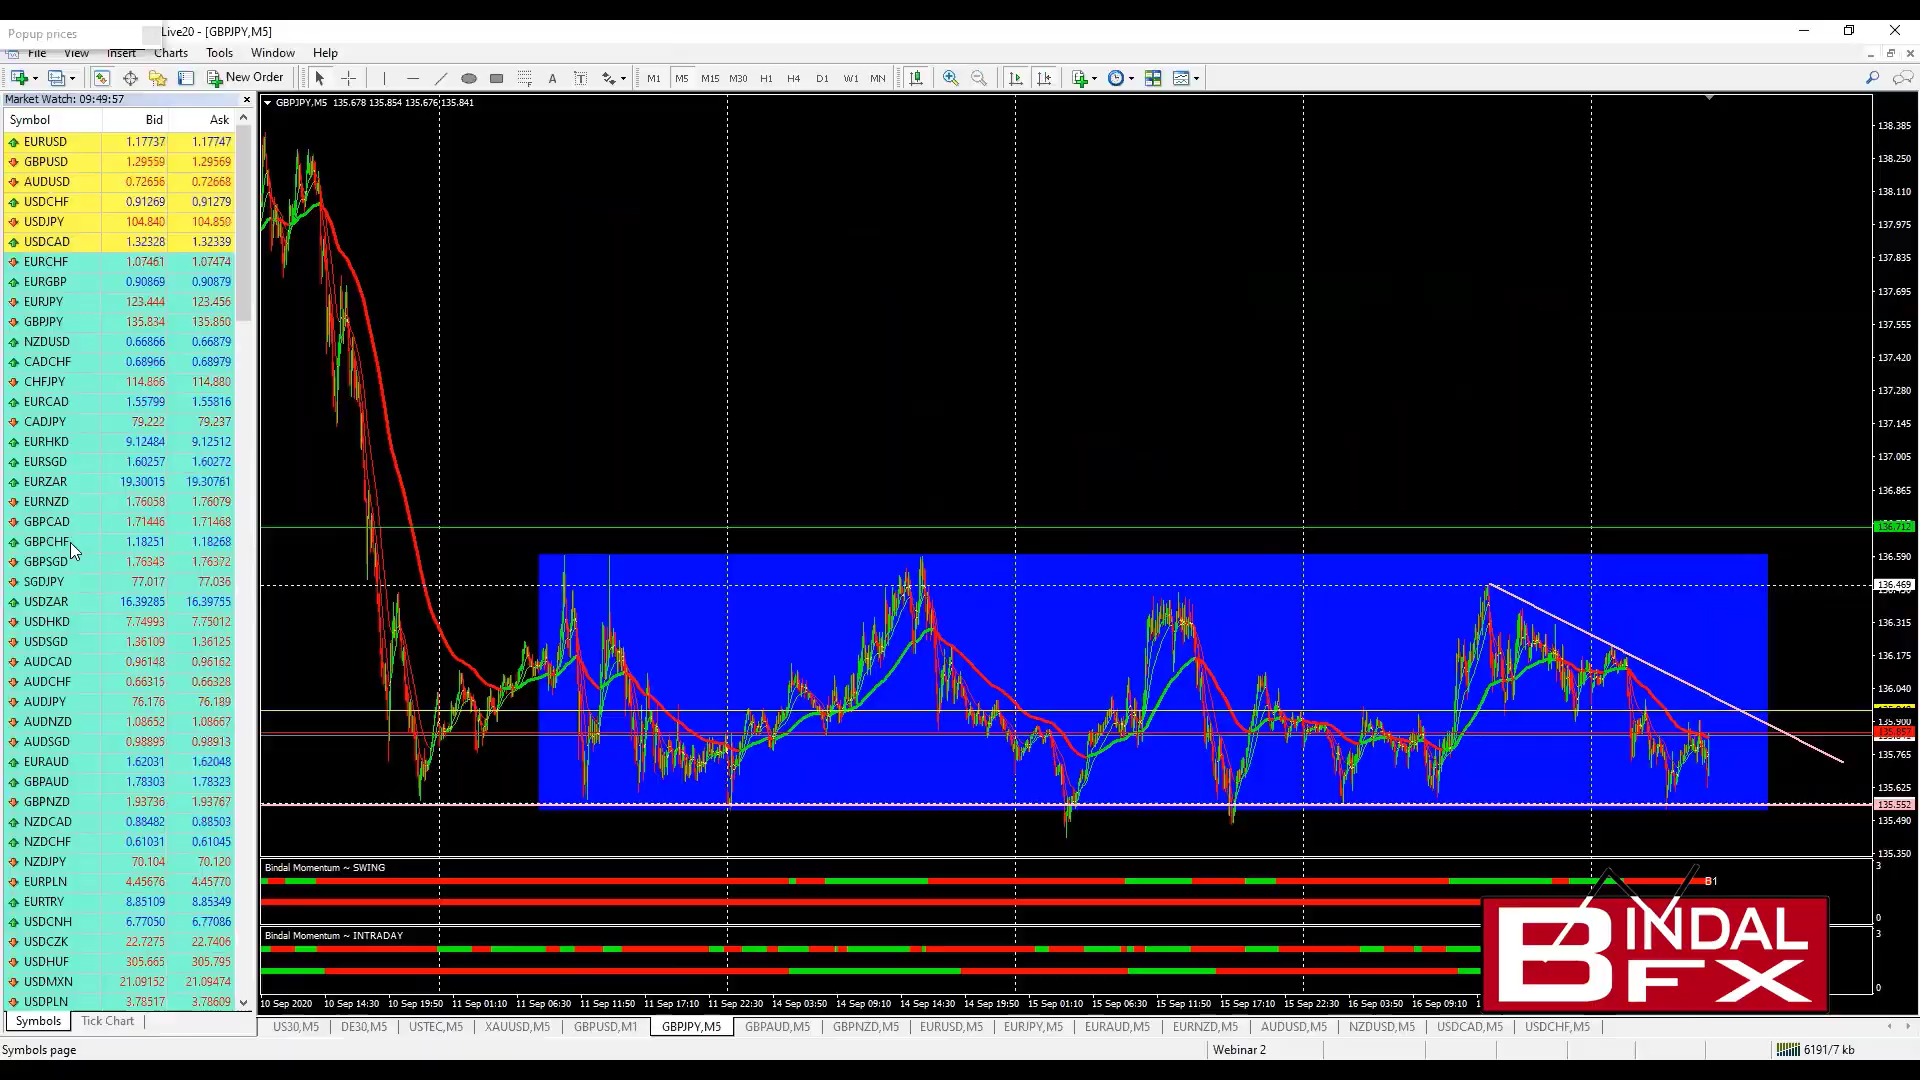 Popup prices
Live20 - [GBPJPY,M5]
File View Insert Charts Tools Window Help
New Order A T M1 M5 M15 M30 H1 H4 D1 W1 MN
Market Watch: 09:49:57
Symbol Bid Ask
EURUSD 1.17737 1.17747
GBPUSD 1.29559 1.29569
AUDUSD 0.72656 0.72668
USDCHF 0.91269 0.91279
USDJPY 104.840 104.850
USDCAD 1.32328 1.32339
EURCHF 1.07461 1.07474
EURGBP 0.90869 0.90879
EURJPY 123.444 123.456
GBPJPY 135.834 135.850
NZDUSD 0.66866 0.66879
CADCHF 0.68966 0.68979
CHFJPY 114.866 114.880
EURCAD 1.55799 1.55816
CADJPY 79.222 79.237
EURHKD 9.12484 9.12512
EURSGD 1.60257 1.60272
EURZAR 19.30015 19.30761
EURNZD 1.76058 1.76079
GBPCAD 1.71446 1.71468
GBPCHF 1.18251 1.18268
GBPSGD 1.76343 1.76372
SGDJPY 77.017 77.036
USDZAR 16.39285 16.39755
USDHKD 7.74993 7.75012
USDSGD 1.36109 1.36125
AUDCAD 0.96148 0.96162
AUDCHF 0.66315 0.66328
AUDJPY 76.176 76.189
AUDNZD 1.08652 1.08667
AUDSGD 0.98895 0.98913
EURAUD 1.62031 1.62048
GBPAUD 1.78303 1.78323
GBPNZD 1.93736 1.93767
NZDCAD 0.88482 0.88503
NZDCHF 0.61031 0.61045
NZDJPY 70.104 70.120
EURPLN 4.45676 4.45770
EURTRY 8.85109 8.85349
USDCNH 6.77050 6.77086
USDCZK 22.7275 22.7406
USDHUF 305.665 305.795
USDMXN 21.09152 21.09474
USDPLN 3.78517 3.78609
Symbols Tick Chart
Symbols page
GBPJPY,M5 135.678 135.854 135.676 135.841
138.385
138.250
138.110
137.975
137.835
137.695
137.555
137.420
137.280
137.145
137.005
136.865
136.712
136.590
136.469
136.315
136.175
136.040
135.900
135.857
135.765
135.625
135.552
135.490
135.350
Bindal Momentum ~ SWING
B1
3
0
Bindal Momentum ~ INTRADAY
3
0
BINDAL
FX
10 Sep 2020 10 Sep 14:30 10 Sep 19:50 11 Sep 01:10 11 Sep 06:30 11 Sep 11:50 11 Sep 17:10 11 Sep 22:30 14 Sep 03:50 14 Sep 09:10 14 Sep 14:30 14 Sep 19:50 15 Sep 01:10 15 Sep 06:30 15 Sep 11:50 15 Sep 17:10 15 Sep 22:30 16 Sep 03:50 16 Sep 09:10
US30,M5 DE30,M5 USTEC,M5 XAUUSD,M5 GBPUSD,M1 GBPJPY,M5 GBPAUD,M5 GBPNZD,M5 EURUSD,M5 EURJPY,M5 EURAUD,M5 EURNZD,M5 AUDUSD,M5 NZDUSD,M5 USDCAD,M5 USDCHF,M5
Webinar 2
6191/7 kb